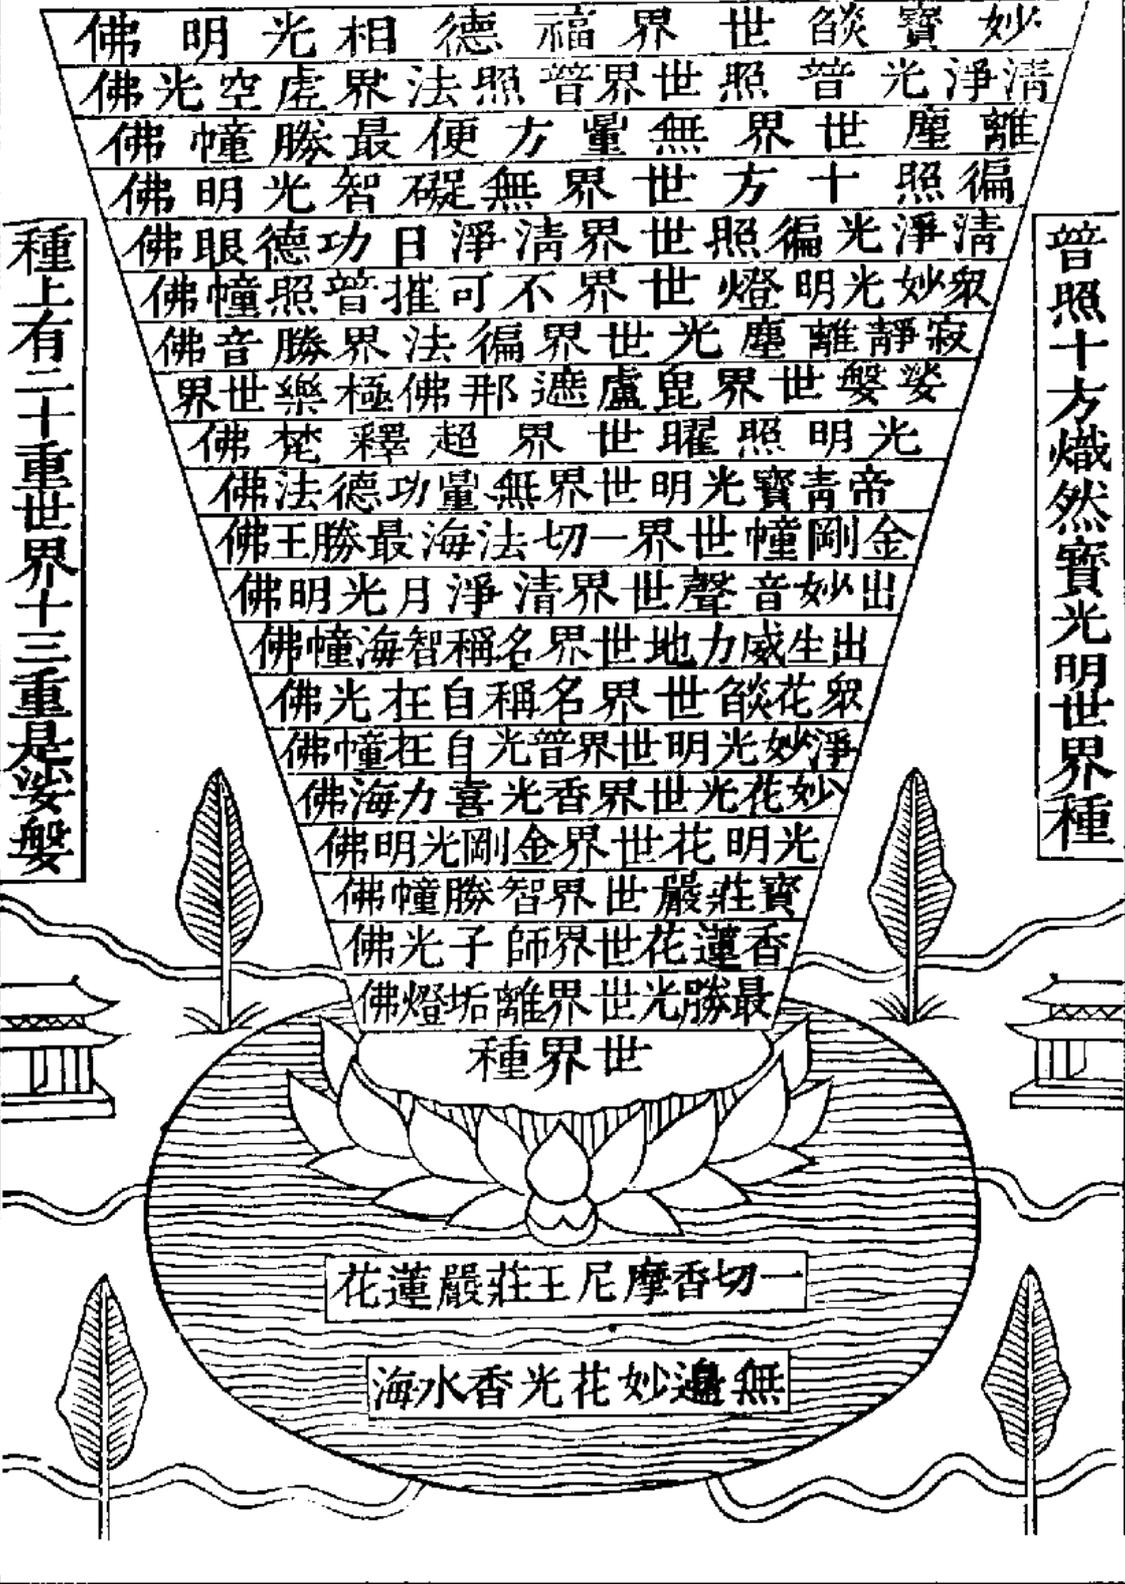 普照十方熾然寶光明世界種
妙寶燄世界福德相光明佛
清淨光普照世界普照法界虛空光佛
離塵世界無量方便最勝幢佛
徧照十方世界無礙智光明佛
清淨光徧照世界清淨日功德眼佛
眾妙光明燈世界不可摧普照幢佛
寂靜離塵光世界徧法界勝音佛
娑婆世界毘盧遮那佛極樂世界
光明照曜世界超釋梵佛
帝青寶光明世界無量功德法佛
金剛幢世界一切法海最勝王佛
出妙音聲世界清淨月光明佛
出生威力地世界名稱智海幢佛
眾花燄世界名稱自在光佛
淨妙光明世界普光自在幢佛
妙花光世界香光喜力海佛
光明花世界金剛光明佛
寶莊嚴世界智勝幢佛
香蓮花世界師子光佛
最勝光世界離垢燈佛
世界種
一切香摩尼王莊嚴蓮花
無邊妙花光香水海
種上有二十重世界十三重是娑婆